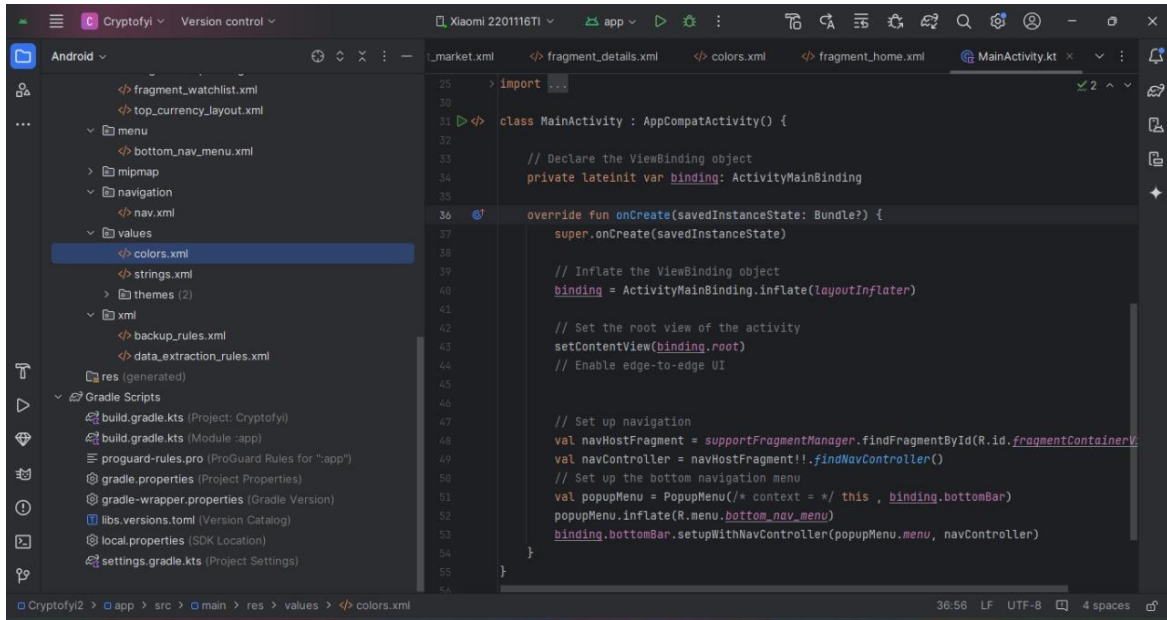 Cryptofyi
Version control
Xiaomi 2201116TI
app
Android
t_market.xml
fragment_details.xml
colors.xml
fragment_home.xml
MainActivity.kt
fragment_watchlist.xml
top_currency_layout.xml
menu
bottom_nav_menu.xml
mipmap
navigation
nav.xml
values
colors.xml
strings.xml
themes (2)
xml
backup_rules.xml
data_extraction_rules.xml
res (generated)
Gradle Scripts
build.gradle.kts (Project: Cryptofyi)
build.gradle.kts (Module :app)
proguard-rules.pro (ProGuard Rules for ":app")
gradle.properties (Project Properties)
gradle-wrapper.properties (Gradle Version)
libs.versions.toml (Version Catalog)
local.properties (SDK Location)
settings.gradle.kts (Project Settings)
2
25 import ...
30
31 class MainActivity : AppCompatActivity() {
32
33 // Declare the ViewBinding object
34 private lateinit var binding: ActivityMainBinding
35
36 override fun onCreate(savedInstanceState: Bundle?) {
37 super.onCreate(savedInstanceState)
38
39 // Inflate the ViewBinding object
40 binding = ActivityMainBinding.inflate(layoutInflater)
41
42 // Set the root view of the activity
43 setContentView(binding.root)
44 // Enable edge-to-edge UI
45
46
47 // Set up navigation
48 val navHostFragment = supportFragmentManager.findFragmentById(R.id.fragmentContainerVi
49 val navController = navHostFragment!!.findNavController()
50 // Set up the bottom navigation menu
51 val popupMenu = PopupMenu(/* context = */ this , binding.bottomBar)
52 popupMenu.inflate(R.menu.bottom_nav_menu)
53 binding.bottomBar.setupWithNavController(popupMenu.menu, navController)
54 }
55 }
56
Cryptofyi2 > app > src > main > res > values > colors.xml
36:56 LF UTF-8 4 spaces